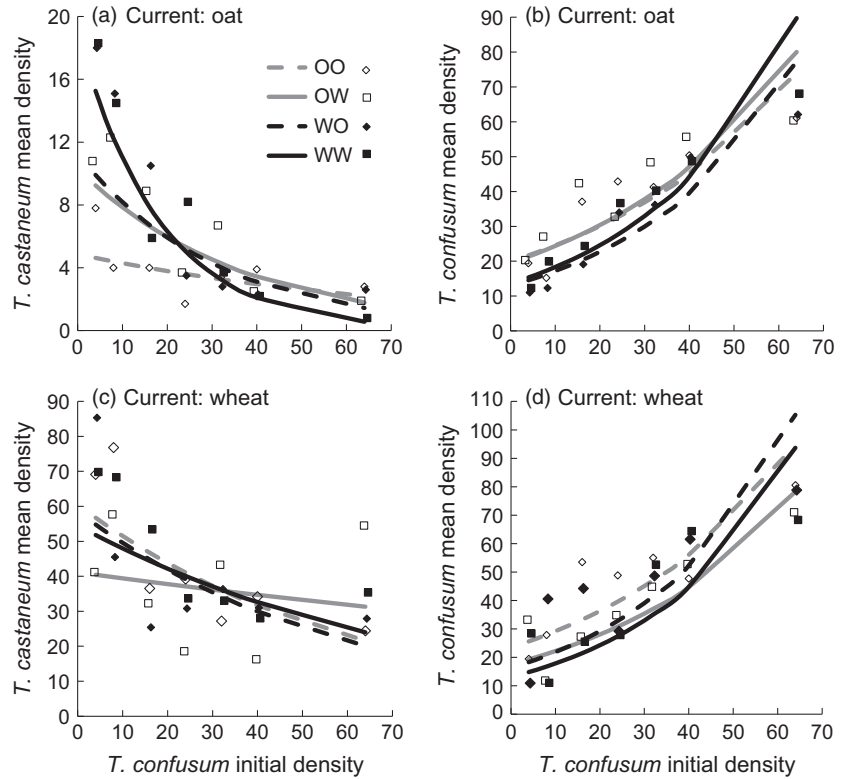 (a) Current: oat
T. castaneum mean density
20
16
12
8
4
0
0 10 20 30 40 50 60 70
OO
OW
WO
WW
(b) Current: oat
T. confusum mean density
90
80
70
60
50
40
30
20
10
0
0 10 20 30 40 50 60 70
(c) Current: wheat
T. castaneum mean density
90
80
70
60
50
40
30
20
10
0
0 10 20 30 40 50 60 70
T. confusum initial density
(d) Current: wheat
T. confusum mean density
110
100
90
80
70
60
50
40
30
20
10
0
0 10 20 30 40 50 60 70
T. confusum initial density